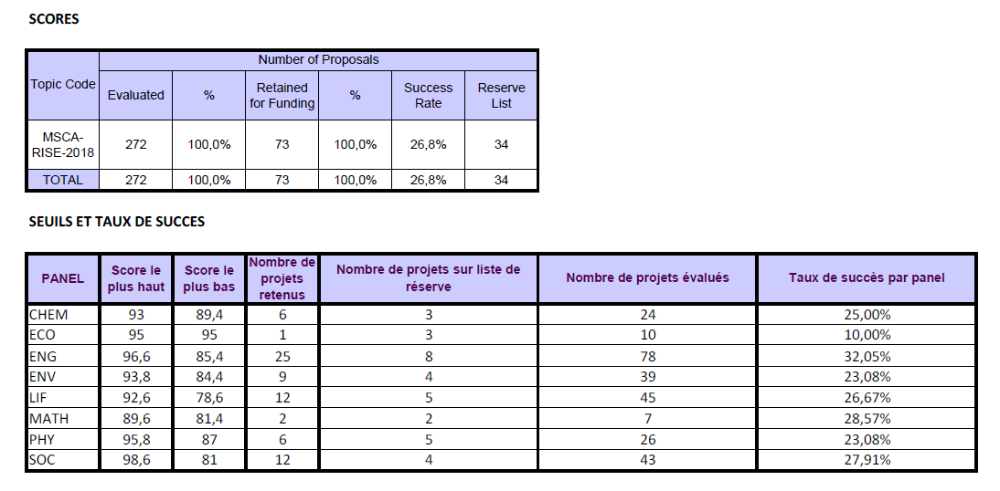 SCORES
Number of Proposals
Topic Code Evaluated % Retained for Funding % Success Rate Reserve List
MSCA-RISE-2018 272 100,0% 73 100,0% 26,8% 34
TOTAL 272 100,0% 73 100,0% 26,8% 34
SEUILS ET TAUX DE SUCCES
PANEL Score le plus haut Score le plus bas Nombre de projets retenus Nombre de projets sur liste de réserve Nombre de projets évalués Taux de succès par panel
CHEM 93 89,4 6 3 24 25,00%
ECO 95 95 1 3 10 10,00%
ENG 96,6 85,4 25 8 78 32,05%
ENV 93,8 84,4 9 4 39 23,08%
LIF 92,6 78,6 12 5 45 26,67%
MATH 89,6 81,4 2 2 7 28,57%
PHY 95,8 87 6 5 26 23,08%
SOC 98,6 81 12 4 43 27,91%